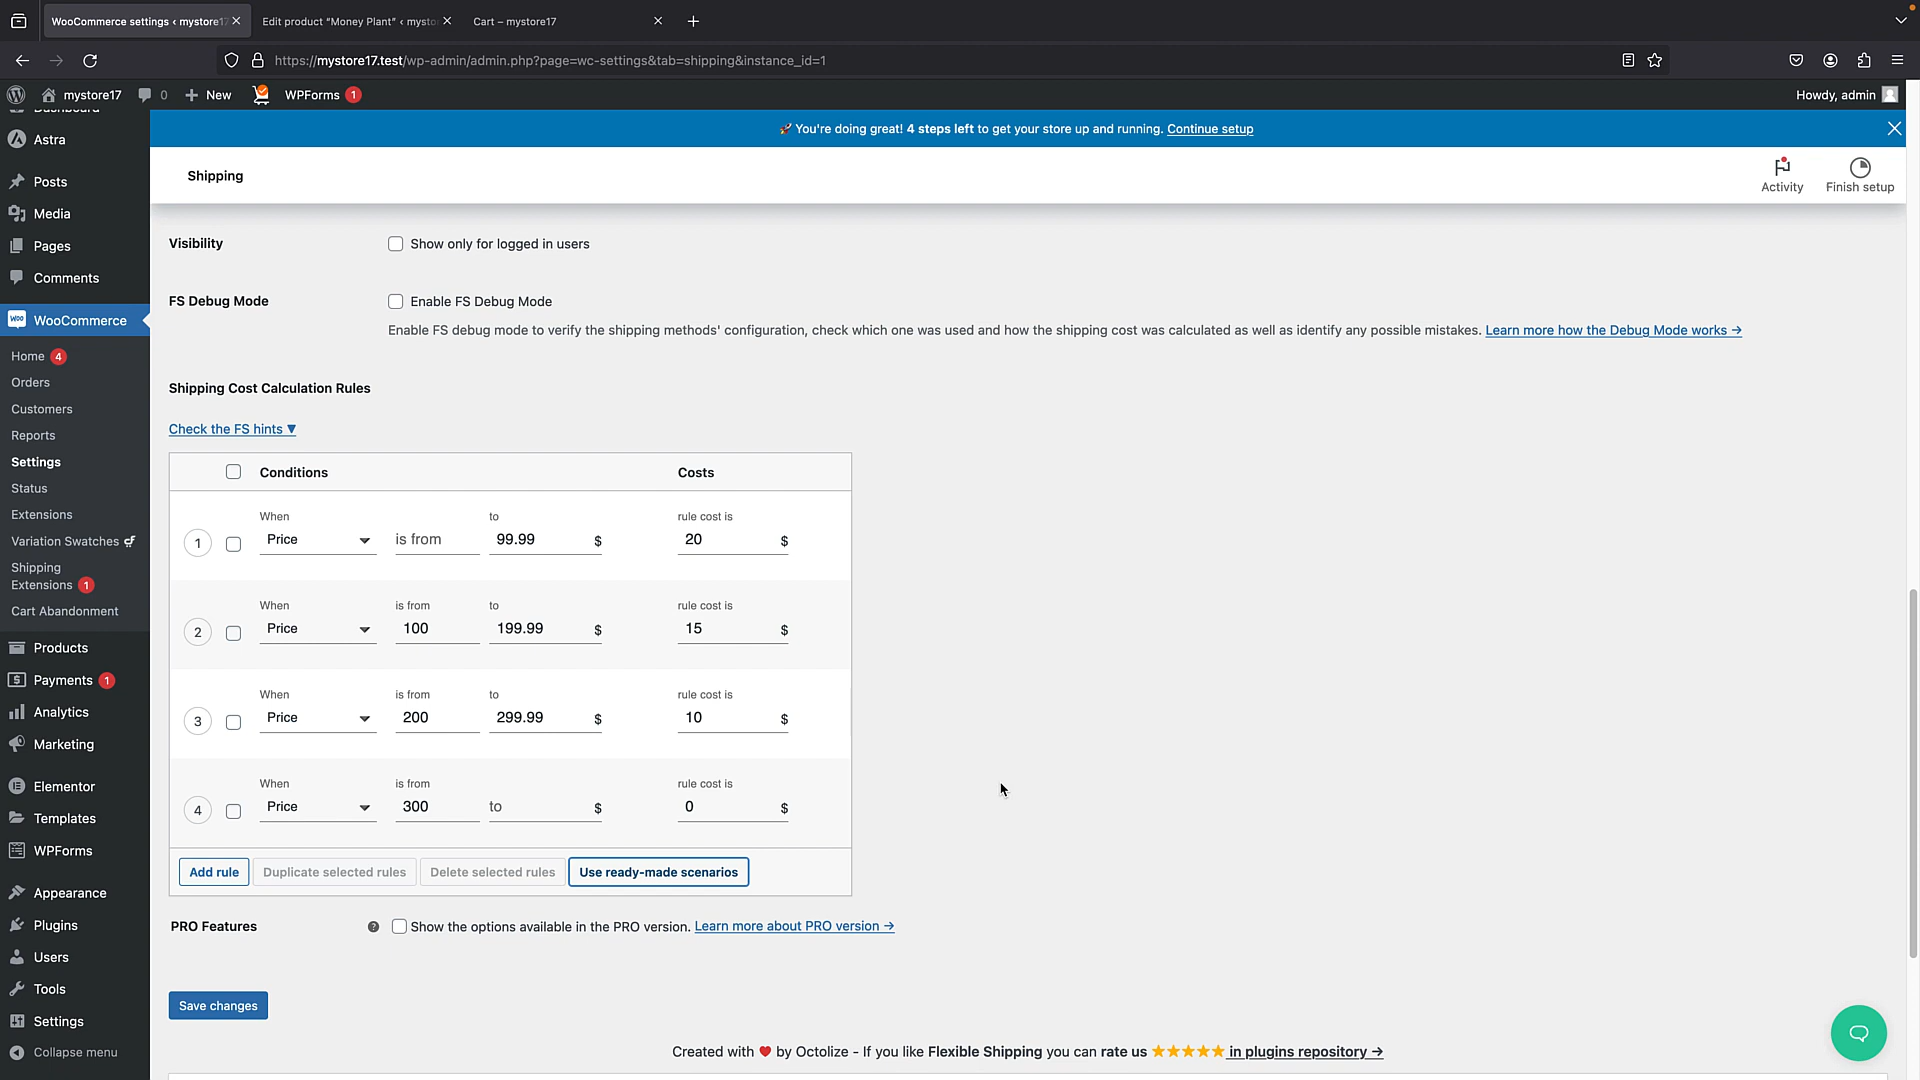 WooCommerce settings ‹ mystore17
Edit product “Money Plant” ‹ mysto
Cart – mystore17
https://mystore17.test/wp-admin/admin.php?page=wc-settings&tab=shipping&instance_id=1
mystore17
0
New
WPForms 1
Howdy, admin
Dashboard
Astra
Posts
Media
Pages
Comments
WooCommerce
Home 4
Orders
Customers
Reports
Settings
Status
Extensions
Variation Swatches
Shipping
Extensions 1
Cart Abandonment
Products
Payments 1
Analytics
Marketing
Elementor
Templates
WPForms
Appearance
Plugins
Users
Tools
Settings
Collapse menu
🚀 You're doing great! 4 steps left to get your store up and running. Continue setup
Shipping
Activity
Finish setup
Visibility
Show only for logged in users
FS Debug Mode
Enable FS Debug Mode
Enable FS debug mode to verify the shipping methods' configuration, check which one was used and how the shipping cost was calculated as well as identify any possible mistakes. Learn more how the Debug Mode works →
Shipping Cost Calculation Rules
Check the FS hints ▼
Conditions
Costs
When
to
rule cost is
1
Price
is from
99.99
$
20
$
When
is from
to
rule cost is
2
Price
100
199.99
$
15
$
When
is from
to
rule cost is
3
Price
200
299.99
$
10
$
When
is from
rule cost is
4
Price
300
to
$
0
$
Add rule
Duplicate selected rules
Delete selected rules
Use ready-made scenarios
PRO Features
?
Show the options available in the PRO version. Learn more about PRO version →
Save changes
Created with ♥ by Octolize - If you like Flexible Shipping you can rate us ★★★★★ in plugins repository →